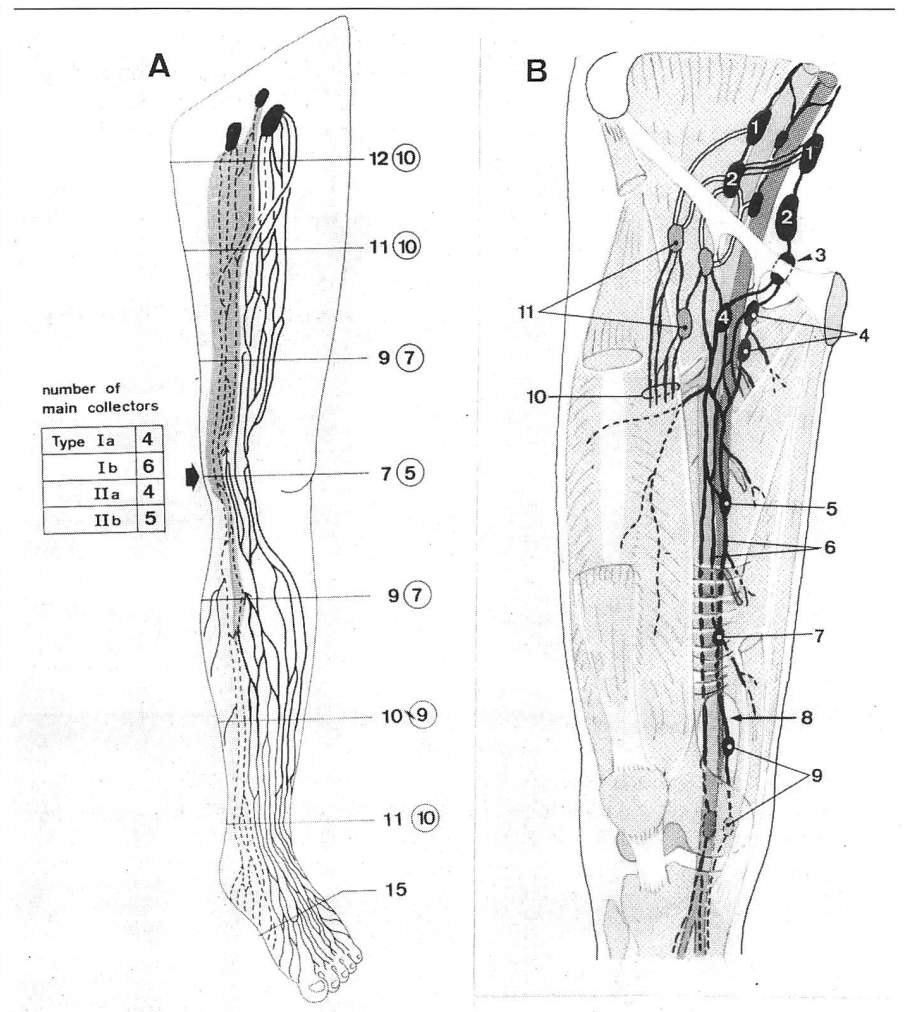 A
12 (10)
11 (10)
9 (7)
number of
main collectors
Type Ia 4
Ib 6
IIa 4
IIb 5
7 (5)
9 (7)
10 (9)
11 (10)
15
B
1
1
2
2
3
11
4
4
10
5
6
7
8
9